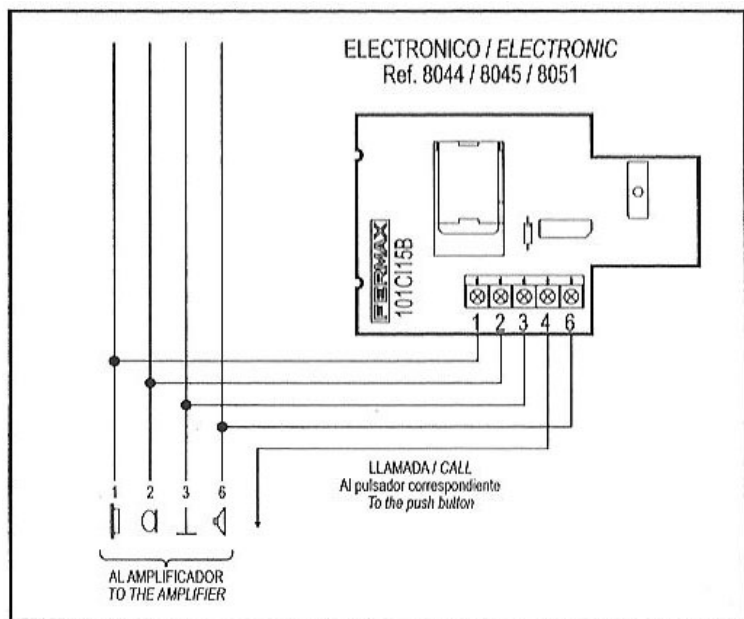 ELECTRONICO / ELECTRONIC
Ref. 8044 / 8045 / 8051
FERMAX
101CI15B
1 2 3 4 6
LLAMADA / CALL
Al pulsador correspondiente
To the push button
1 2 3 6
AL AMPLIFICADOR
TO THE AMPLIFIER